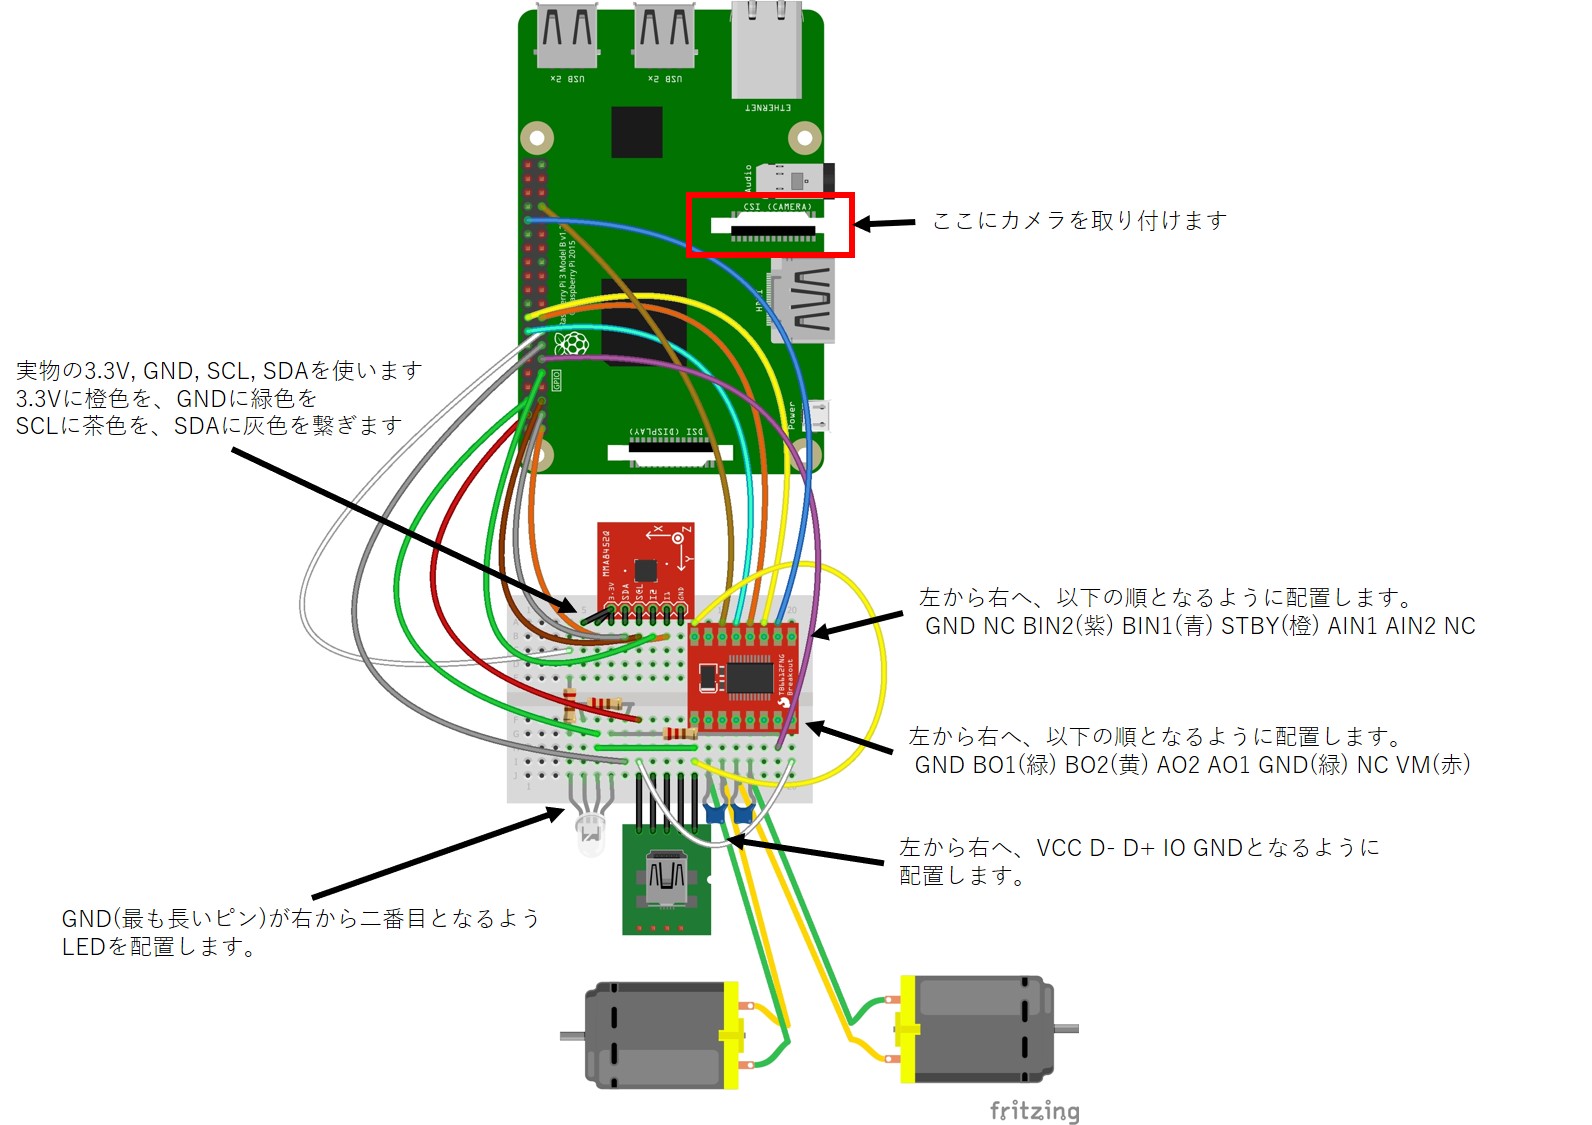 USB 2x
USB 2x
ETHERNET
Audio
CSI (CAMERA)
ここにカメラを取り付けます
HDMI
Raspberry Pi 3 Model B v1.2
Raspberry Pi 2015
GPIO
Power
DSI (DISPLAY)
実物の3.3V, GND, SCL, SDAを使います
3.3Vに橙色を、GNDに緑色を
SCLに茶色を、SDAに灰色を繋ぎます
MMA8452Q
X
Z
Y
3.3V
SDA
SCL
I2
I1
GND
左から右へ、以下の順となるように配置します。
GND NC BIN2(紫) BIN1(青) STBY(橙) AIN1 AIN2 NC
TB6612FNG
Breakout
左から右へ、以下の順となるように配置します。
GND BO1(緑) BO2(黄) AO2 AO1 GND(緑) NC VM(赤)
左から右へ、VCC D- D+ IO GNDとなるように
配置します。
GND(最も長いピン)が右から二番目となるよう
LEDを配置します。
fritzing